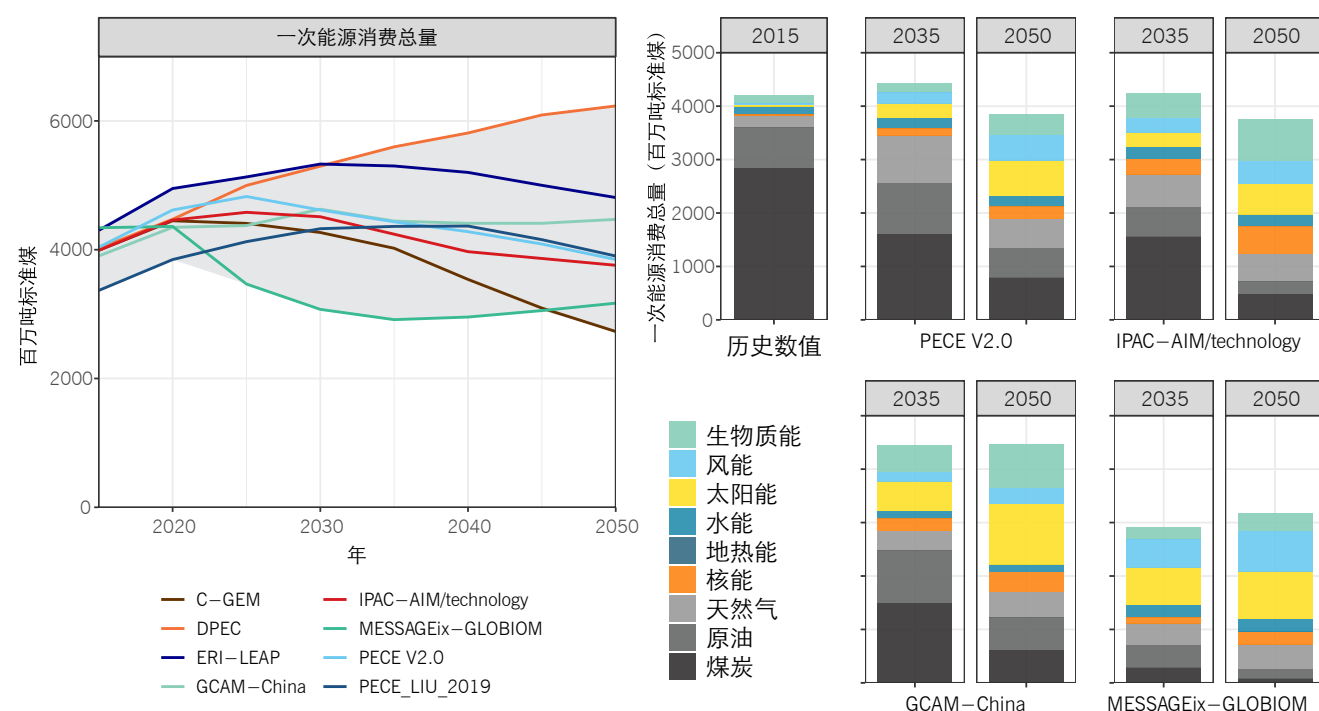 一次能源消费总量
百万吨标准煤
6000
4000
2000
0
2020
2030
2040
2050
年
C−GEM
DPEC
ERI−LEAP
GCAM−China
IPAC−AIM/technology
MESSAGEix−GLOBIOM
PECE V2.0
PECE_LIU_2019
一次能源消费总量（百万吨标准煤）
5000
4000
3000
2000
1000
0
2015
历史数值
2035
2050
PECE V2.0
2035
2050
IPAC−AIM/technology
生物质能
风能
太阳能
水能
地热能
核能
天然气
原油
煤炭
2035
2050
GCAM−China
2035
2050
MESSAGEix−GLOBIOM